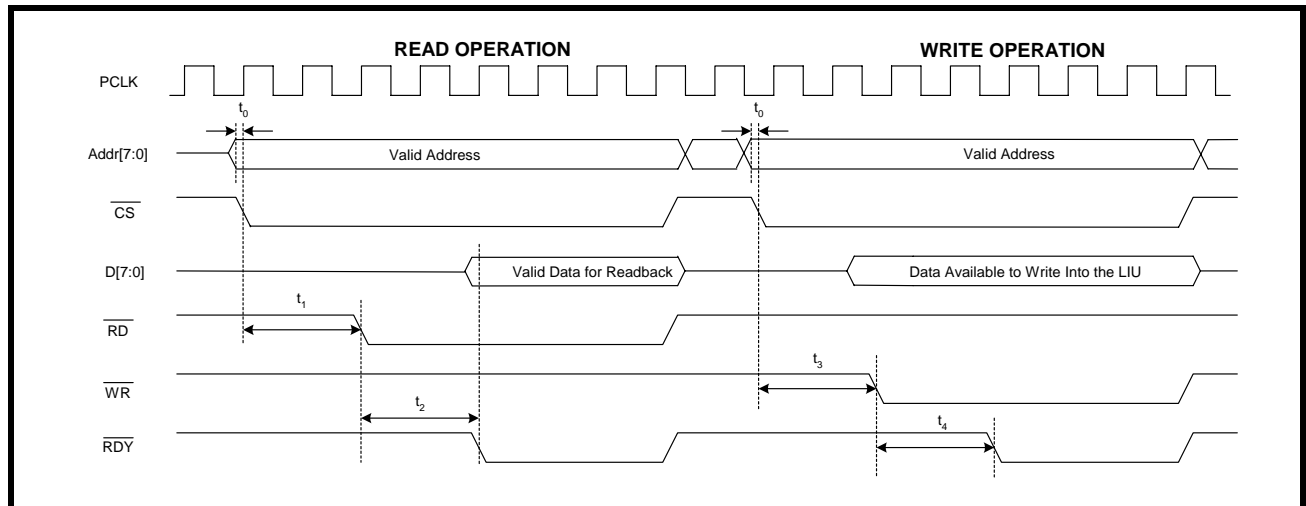 READ OPERATION WRITE OPERATION
PCLK
t0 t0
Addr[7:0] Valid Address Valid Address
CS
D[7:0] Valid Data for Readback Data Available to Write Into the LIU
t1
RD
t3
WR
t2 t4
RDY